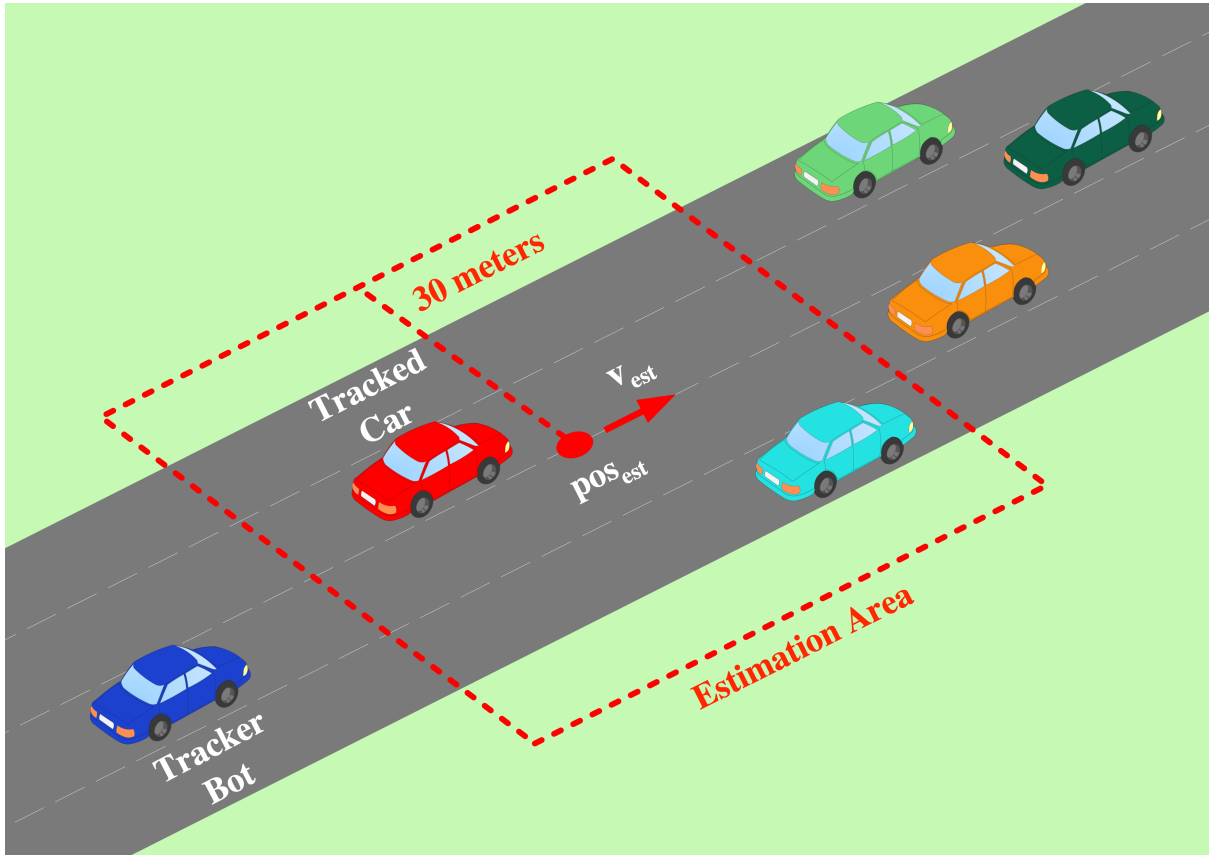 30 meters
Tracked
Car
v est
pos est
Estimation Area
Tracker
Bot